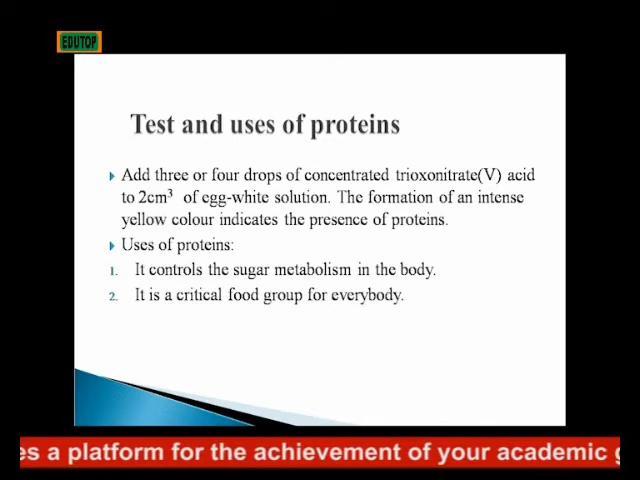 EDUTOP
Test and uses of proteins
Add three or four drops of concentrated trioxonitrate(V) acid
to 2cm³ of egg-white solution. The formation of an intense
yellow colour indicates the presence of proteins.
Uses of proteins:
1. It controls the sugar metabolism in the body.
2. It is a critical food group for everybody.
es a platform for the achievement of your academic g